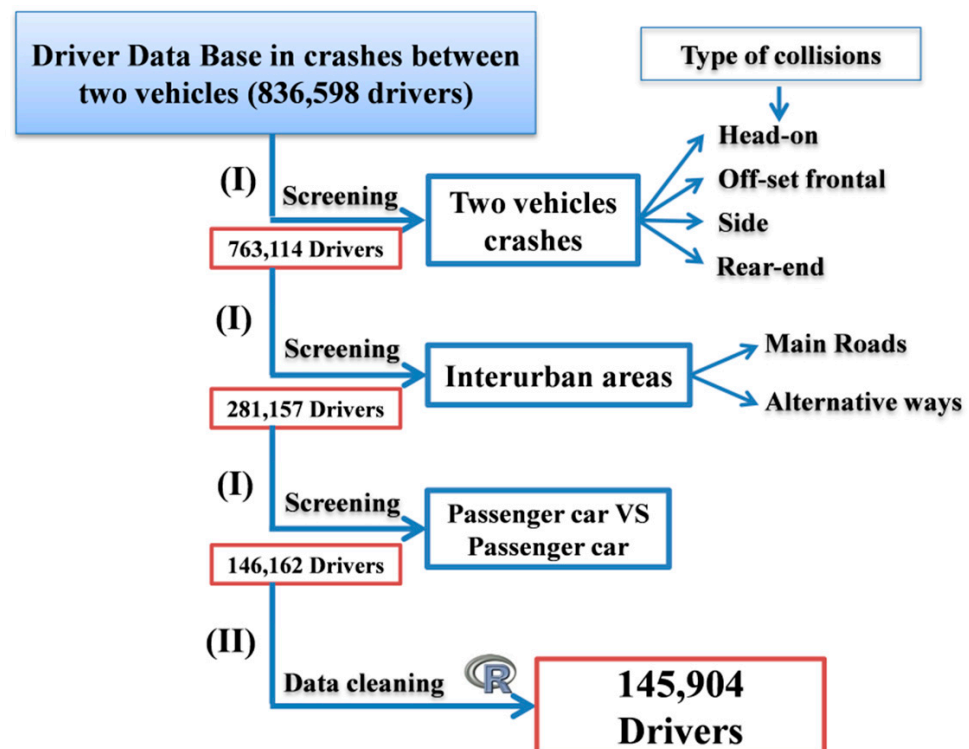 Driver Data Base in crashes between
two vehicles (836,598 drivers)
Type of collisions
Head-on
Off-set frontal
Side
Rear-end
(I)
Screening
Two vehicles
crashes
763,114 Drivers
(I)
Screening
Interurban areas
Main Roads
Alternative ways
281,157 Drivers
(I)
Screening
Passenger car VS
Passenger car
146,162 Drivers
(II)
Data cleaning
R
145,904
Drivers